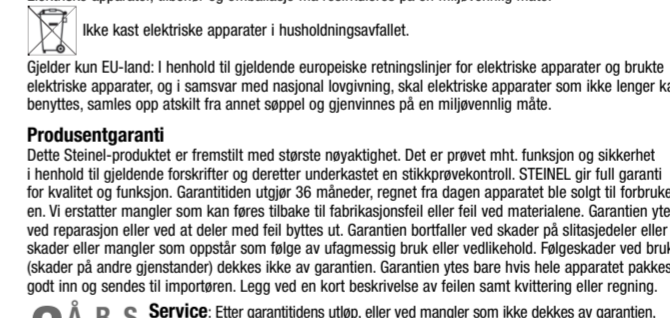 Ikke kast elektriske apparater i husholdningsavfallet.
Gjelder kun EU-land: I henhold til gjeldende europeiske retningslinjer for elektriske apparater og brukte
elektriske apparater, og i samsvar med nasjonal lovgivning, skal elektriske apparater som ikke lenger ka
benyttes, samles opp atskilt fra annet søppel og gjenvinnes på en miljøvennlig måte.
Produsentgaranti
Dette Steinel-produktet er fremstilt med største nøyaktighet. Det er prøvet mht. funksjon og sikkerhet
i henhold til gjeldende forskrifter og deretter underkastet en stikkprøvekontroll. STEINEL gir full garanti
for kvalitet og funksjon. Garantitiden utgjør 36 måneder, regnet fra dagen apparatet ble solgt til forbruke
en. Vi erstatter mangler som kan føres tilbake til fabrikasjonsfeil eller feil ved materialene. Garantien yte
ved reparasjon eller ved at deler med feil byttes ut. Garantien bortfaller ved skader på slitasjedeler eller
skader eller mangler som oppstår som følge av ufagmessig bruk eller vedlikehold. Følgeskader ved bruk
(skader på andre gjenstander) dekkes ikke av garantien. Garantien ytes bare hvis hele apparatet pakkes
godt inn og sendes til importøren. Legg ved en kort beskrivelse av feilen samt kvittering eller regning.
ÅRS Service: Etter garantitidens utløp, eller ved mangler som ikke dekkes av garantien,